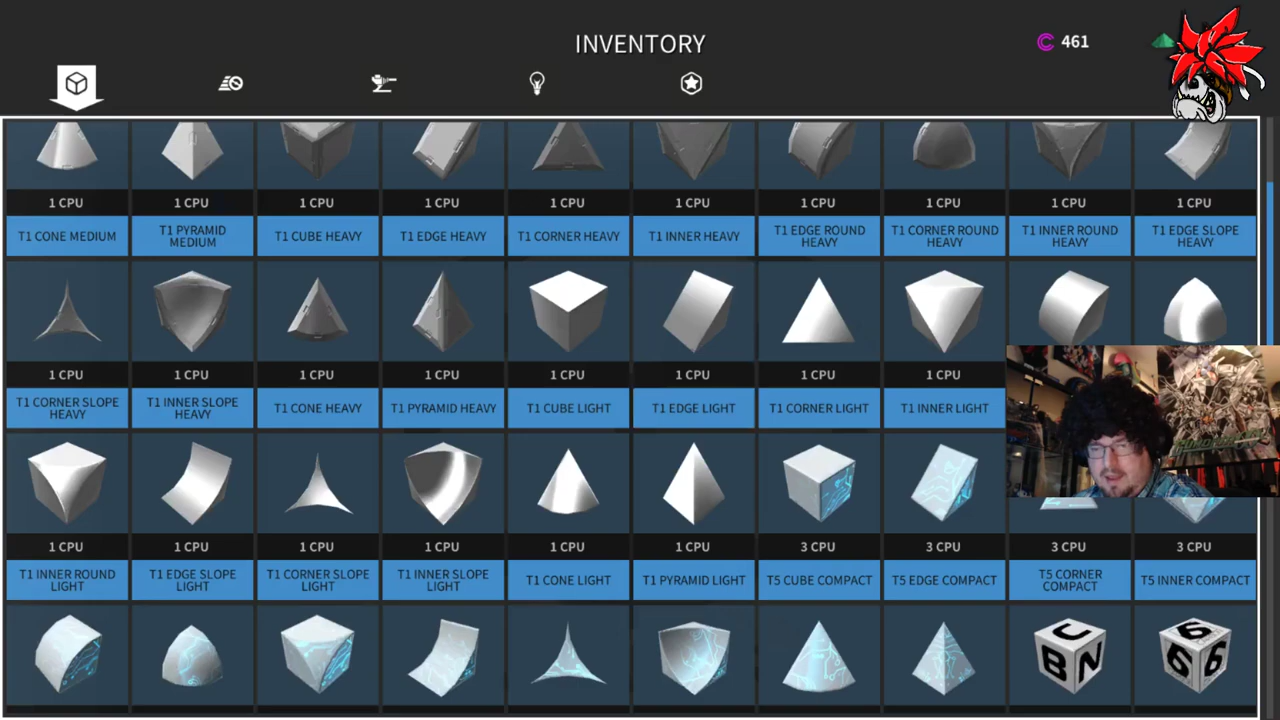 INVENTORY
461
1 CPU 1 CPU 1 CPU 1 CPU 1 CPU 1 CPU 1 CPU 1 CPU 1 CPU 1 CPU
T1 CONE MEDIUM T1 PYRAMID MEDIUM T1 CUBE HEAVY T1 EDGE HEAVY T1 CORNER HEAVY T1 INNER HEAVY T1 EDGE ROUND HEAVY T1 CORNER ROUND HEAVY T1 INNER ROUND HEAVY T1 EDGE SLOPE HEAVY
1 CPU 1 CPU 1 CPU 1 CPU 1 CPU 1 CPU 1 CPU 1 CPU
T1 CORNER SLOPE HEAVY T1 INNER SLOPE HEAVY T1 CONE HEAVY T1 PYRAMID HEAVY T1 CUBE LIGHT T1 EDGE LIGHT T1 CORNER LIGHT T1 INNER LIGHT
1 CPU 1 CPU 1 CPU 1 CPU 1 CPU 1 CPU 3 CPU 3 CPU 3 CPU 3 CPU
T1 INNER ROUND LIGHT T1 EDGE SLOPE LIGHT T1 CORNER SLOPE LIGHT T1 INNER SLOPE LIGHT T1 CONE LIGHT T1 PYRAMID LIGHT T5 CUBE COMPACT T5 EDGE COMPACT T5 CORNER COMPACT T5 INNER COMPACT
U B N 6 6 6